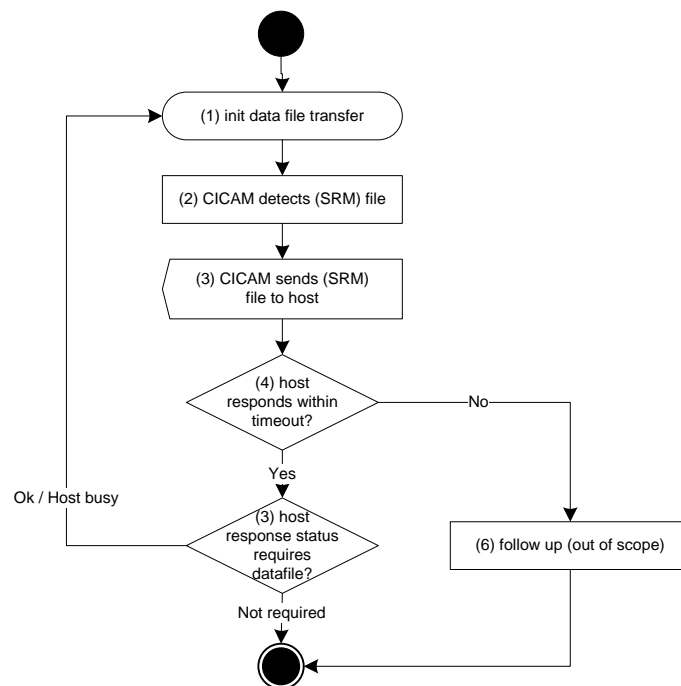 (1) init data file transfer
(2) CICAM detects (SRM) file
(3) CICAM sends (SRM)
file to host
(4) host
responds within
timeout?
No
Yes
Ok / Host busy
(3) host
response status
requires
datafile?
(6) follow up (out of scope)
Not required